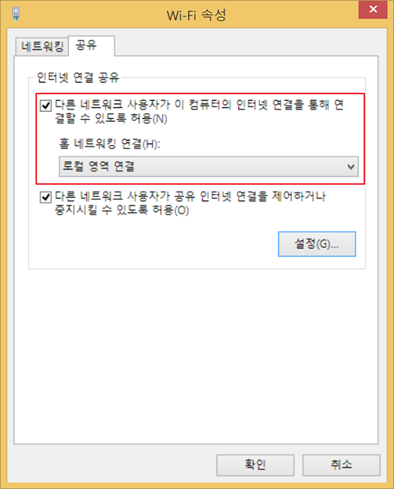 Wi-Fi 속성
네트워킹
공유
인터넷 연결 공유
다른 네트워크 사용자가 이 컴퓨터의 인터넷 연결을 통해 연
결할 수 있도록 허용(N)
홈 네트워킹 연결(H):
로컬 영역 연결
다른 네트워크 사용자가 공유 인터넷 연결을 제어하거나
중지시킬 수 있도록 허용(O)
설정(G)...
확인
취소